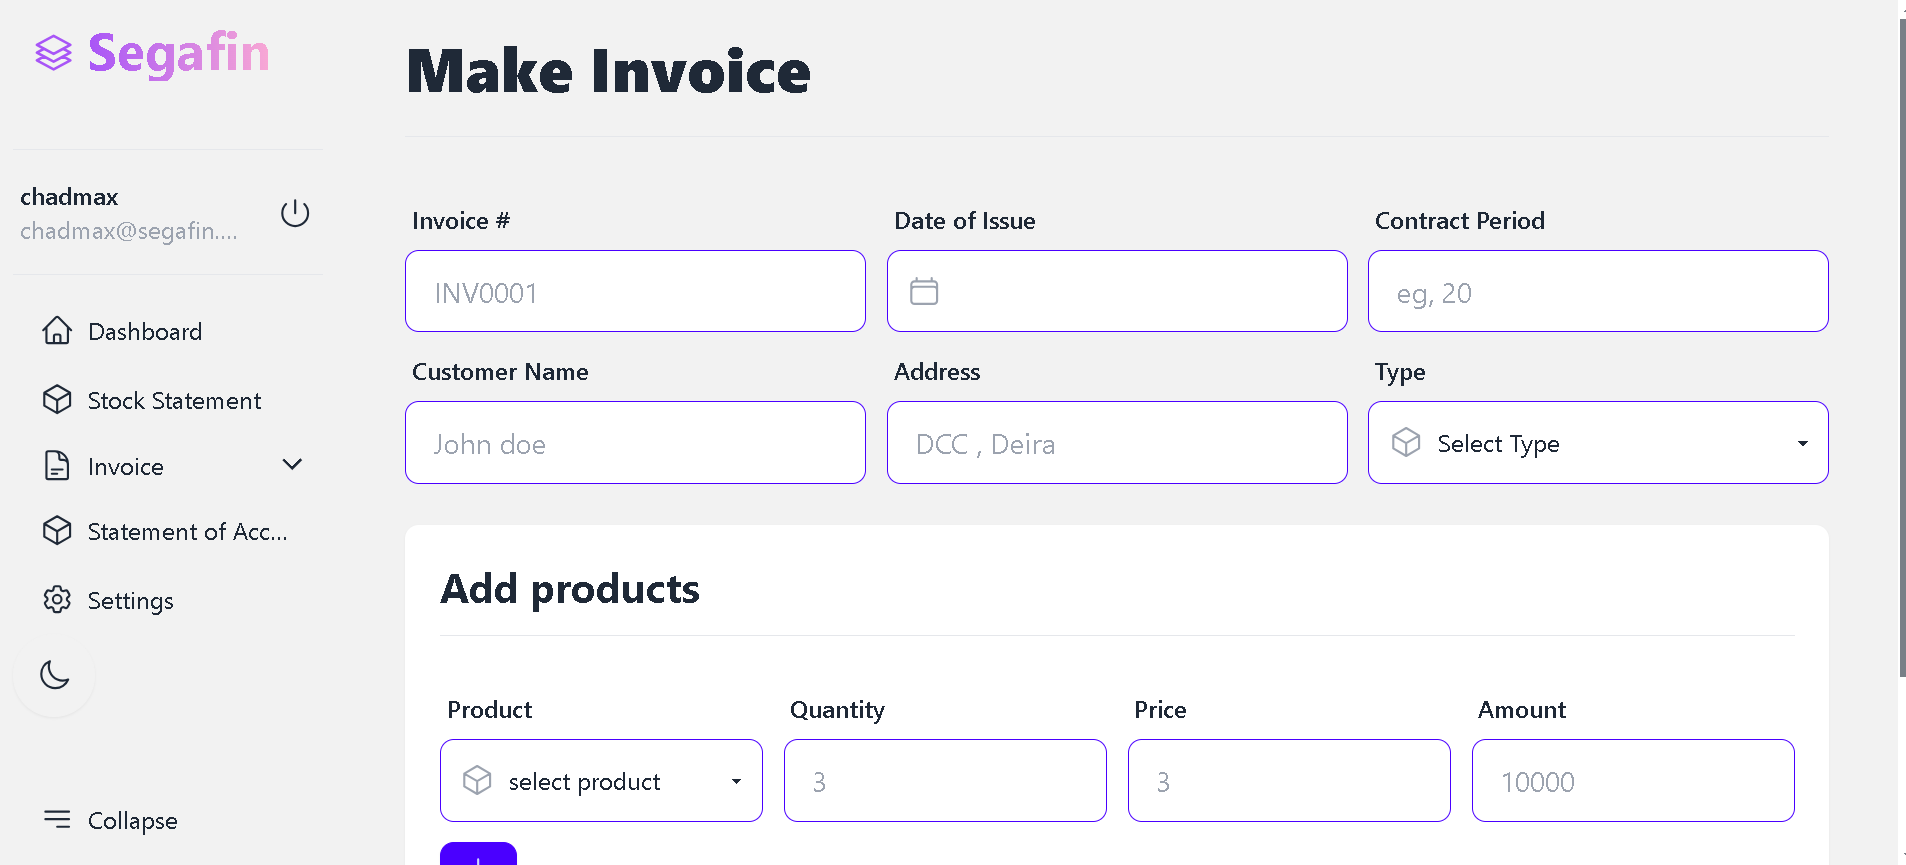 Segafin
chadmax
chadmax@segafin....
Dashboard
Stock Statement
Invoice
Statement of Acc...
Settings
Collapse
Make Invoice
Invoice #
Date of Issue
Contract Period
INV0001
eg, 20
Customer Name
Address
Type
John doe
DCC , Deira
Select Type
Add products
Product
Quantity
Price
Amount
select product
3
3
10000